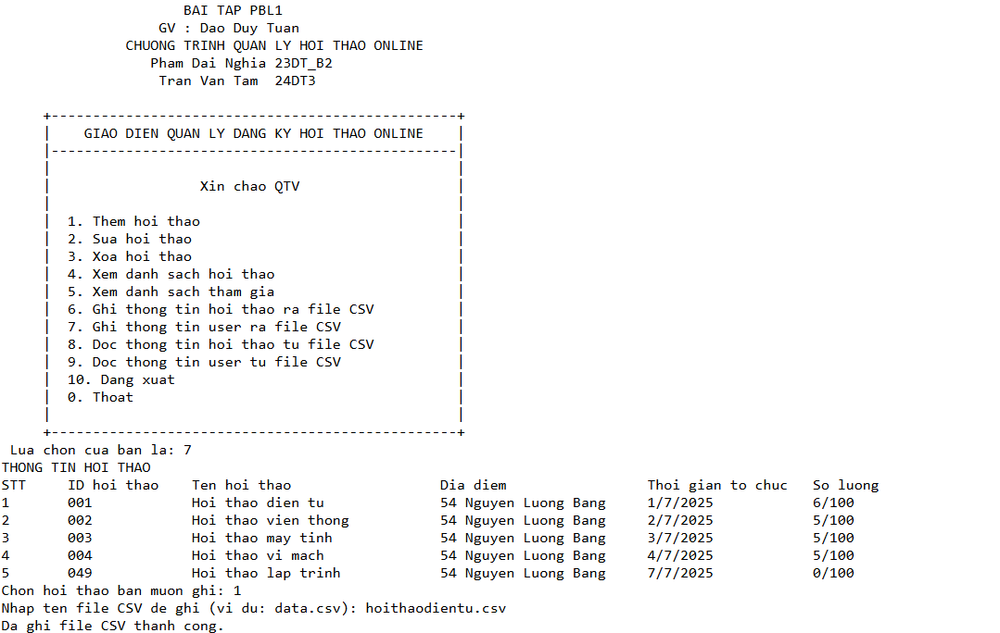 BAI TAP PBL1
GV : Dao Duy Tuan
CHUONG TRINH QUAN LY HOI THAO ONLINE
Pham Dai Nghia 23DT_B2
Tran Van Tam  24DT3
GIAO DIEN QUAN LY DANG KY HOI THAO ONLINE
Xin chao QTV
1. Them hoi thao
2. Sua hoi thao
3. Xoa hoi thao
4. Xem danh sach hoi thao
5. Xem danh sach tham gia
6. Ghi thong tin hoi thao ra file CSV
7. Ghi thong tin user ra file CSV
8. Doc thong tin hoi thao tu file CSV
9. Doc thong tin user tu file CSV
10. Dang xuat
0. Thoat
Lua chon cua ban la: 7
THONG TIN HOI THAO
STT     ID hoi thao    Ten hoi thao    Dia diem    Thoi gian to chuc   So luong
1       001            Hoi thao dien tu    54 Nguyen Luong Bang     1/7/2025    6/100
2       002            Hoi thao vien thong    54 Nguyen Luong Bang     2/7/2025    5/100
3       003            Hoi thao may tinh    54 Nguyen Luong Bang     3/7/2025    5/100
4       004            Hoi thao vi mach    54 Nguyen Luong Bang     4/7/2025    5/100
5       049            Hoi thao lap trinh    54 Nguyen Luong Bang     7/7/2025    0/100
Chon hoi thao ban muon ghi: 1
Nhap ten file CSV de ghi (vi du: data.csv): hoithaodientu.csv
Da ghi file CSV thanh cong.